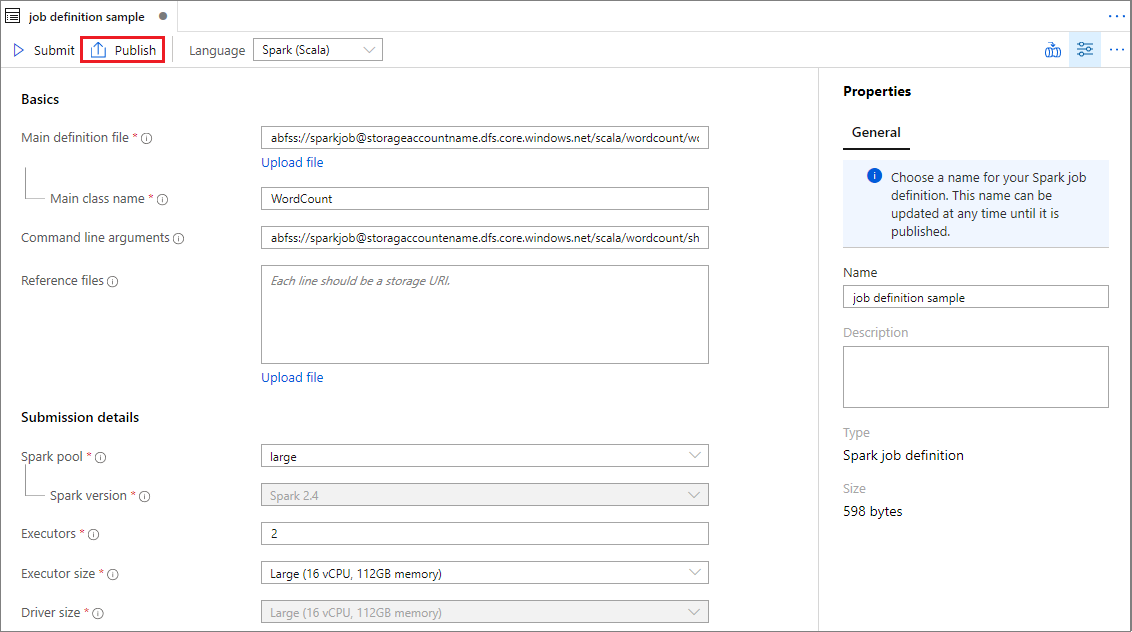 job definition sample
Submit Publish Language Spark (Scala)
Basics
Main definition file *
abfss://sparkjob@storageaccountname.dfs.core.windows.net/scala/wordcount/wo
Upload file
Main class name *
WordCount
Command line arguments
abfss://sparkjob@storagaccountename.dfs.core.windows.net/scala/wordcount/sh
Reference files
Each line should be a storage URI.
Upload file
Submission details
Spark pool *
large
Spark version *
Spark 2.4
Executors *
2
Executor size *
Large (16 vCPU, 112GB memory)
Driver size *
Large (16 vCPU, 112GB memory)
Properties
General
Choose a name for your Spark job
definition. This name can be
updated at any time until it is
published.
Name
job definition sample
Description
Type
Spark job definition
Size
598 bytes